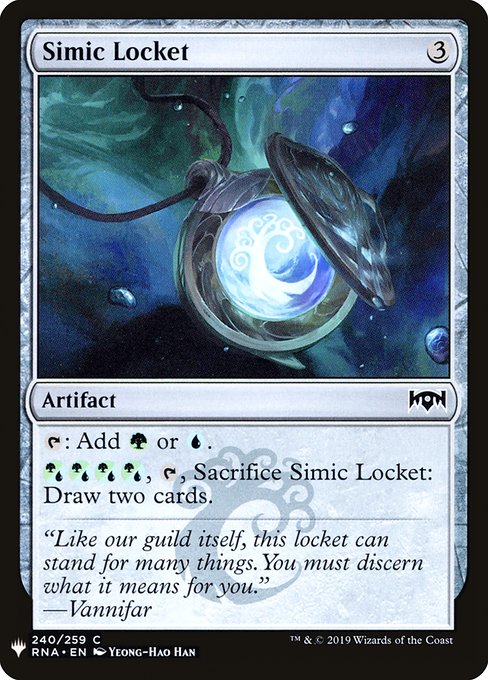 Simic Locket 3
Artifact
: Add or .
, , Sacrifice Simic Locket:
Draw two cards.
“Like our guild itself, this locket can
stand for many things. You must discern
what it means for you.”
—Vannifar
240/259 C
RNA • EN Yeong-Hao Han
™ & © 2019 Wizards of the Coast